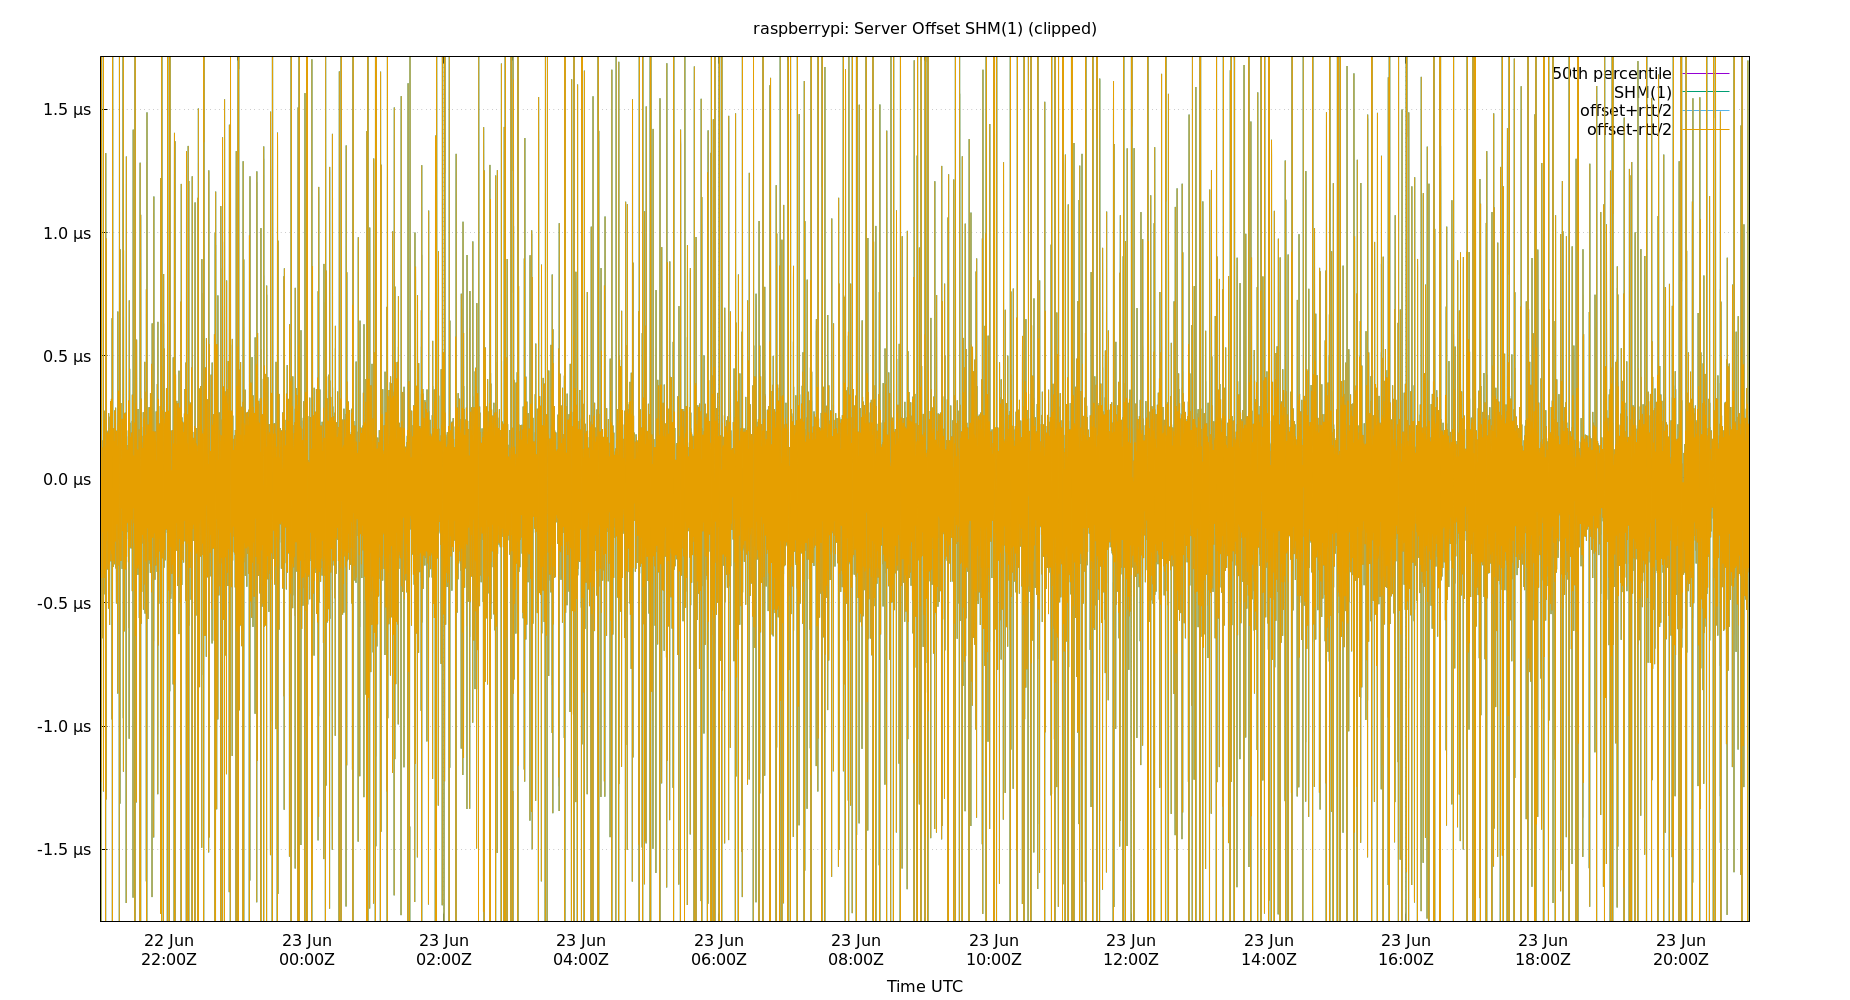 raspberrypi: Server Offset SHM(1) (clipped)
50th percentile
SHM(1)
offset+rtt/2
offset-rtt/2
1.5 µs
1.0 µs
0.5 µs
0.0 µs
-0.5 µs
-1.0 µs
-1.5 µs
22 Jun 23 Jun 23 Jun 23 Jun 23 Jun 23 Jun 23 Jun 23 Jun 23 Jun 23 Jun 23 Jun 23 Jun
22:00Z 00:00Z 02:00Z 04:00Z 06:00Z 08:00Z 10:00Z 12:00Z 14:00Z 16:00Z 18:00Z 20:00Z
Time UTC